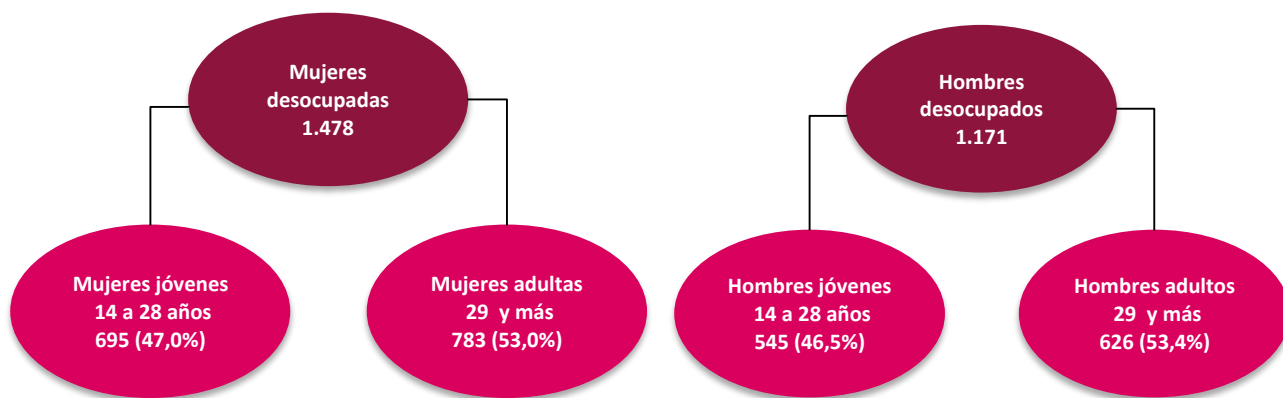 Mujeres
desocupadas
1.478
Hombres
desocupados
1.171
Mujeres jóvenes
14 a 28 años
695 (47,0%)
Mujeres adultas
29 y más
783 (53,0%)
Hombres jóvenes
14 a 28 años
545 (46,5%)
Hombres adultos
29 y más
626 (53,4%)